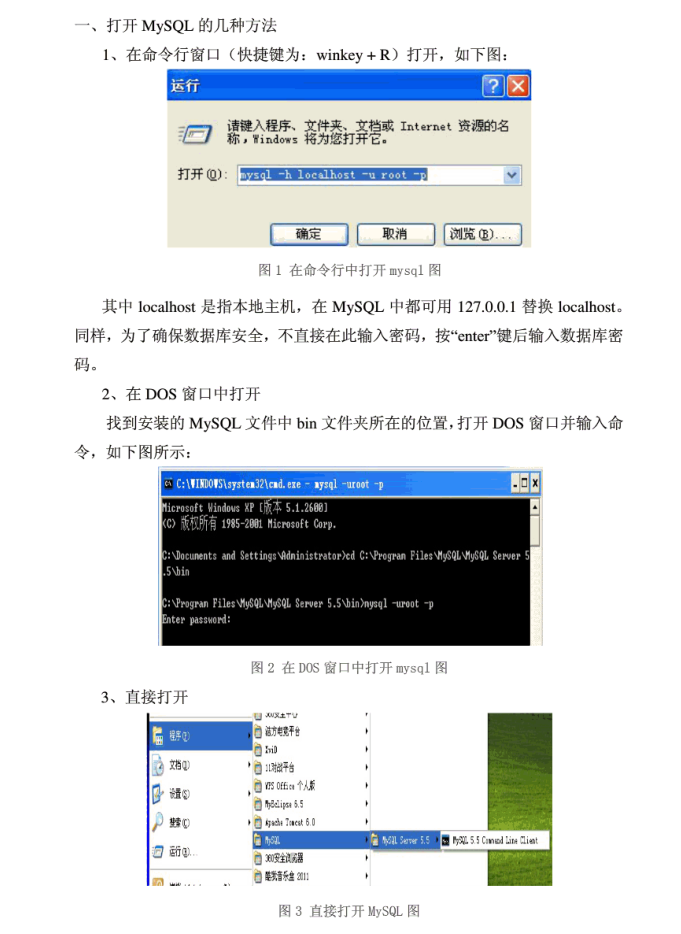 一、打开 MySQL 的几种方法
1、在命令行窗口（快捷键为：winkey + R）打开，如下图：
运行
请键入程序、文件夹、文档或 Internet 资源的名
称，Windows 将为您打开它。
打开(O)：mysql -h localhost -u root -p
确定 取消 浏览(B)...
图 1 在命令行中打开 mysql 图
其中 localhost 是指本地主机，在 MySQL 中都可用 127.0.0.1 替换 localhost。
同样，为了确保数据库安全，不直接在此输入密码，按“enter”键后输入数据库密
码。
2、在 DOS 窗口中打开
找到安装的 MySQL 文件中 bin 文件夹所在的位置，打开 DOS 窗口并输入命
令，如下图所示：
C:\WINDOWS\system32\cmd.exe - mysql -uroot -p
Microsoft Windows XP [版本 5.1.2600]
(C) 版权所有 1985-2001 Microsoft Corp.
C:\Documents and Settings\Administrator>cd C:\Program Files\MySQL\MySQL Server 5
.5\bin
C:\Program Files\MySQL\MySQL Server 5.5\bin>mysql -uroot -p
Enter password:
图 2 在 DOS 窗口中打开 mysql 图
3、直接打开
360安全中心
程序(P) 远方电竞平台
文档(D) 11对战平台
设置(S) WPS Office 个人版
MyEclipse 6.5
搜索(C) Apache Tomcat 6.0
MySQL MySQL Server 5.5 MySQL 5.5 Command Line Client
运行(R)... 360安全浏览器
酷我音乐盒 2011
图 3 直接打开 MySQL 图